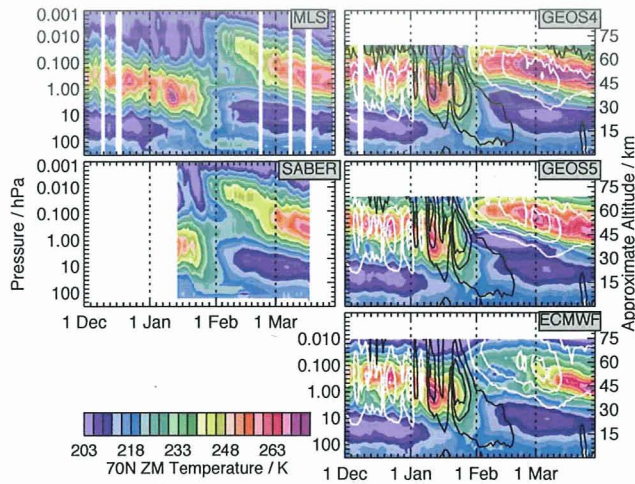 MLS
GEOS4
0.001
0.010
0.100
1.00
10
100
75
60
45
30
15
SABER
GEOS5
0.001
0.010
0.100
1.00
10
100
75
60
45
30
15
Pressure / hPa
Approximate Altitude / km
1 Dec 1 Jan 1 Feb 1 Mar
ECMWF
0.010
0.100
1.00
10
100
75
60
45
30
15
1 Dec 1 Jan 1 Feb 1 Mar
203 218 233 248 263
70N ZM Temperature / K